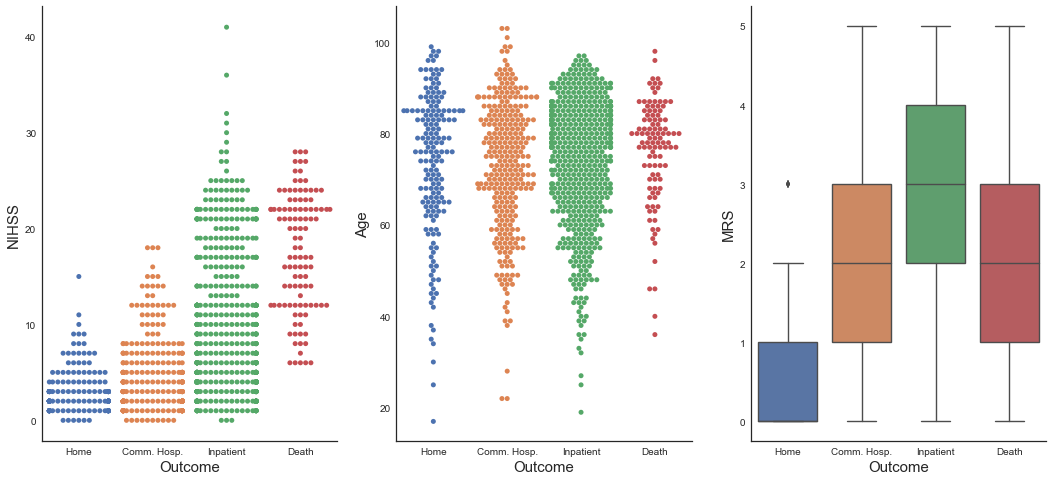 NIHSS
40
30
20
10
0
Home Comm. Hosp. Inpatient Death
Outcome
Age
100
80
60
40
20
Home Comm. Hosp. Inpatient Death
Outcome
MRS
5
4
3
2
1
0
Home Comm. Hosp. Inpatient Death
Outcome